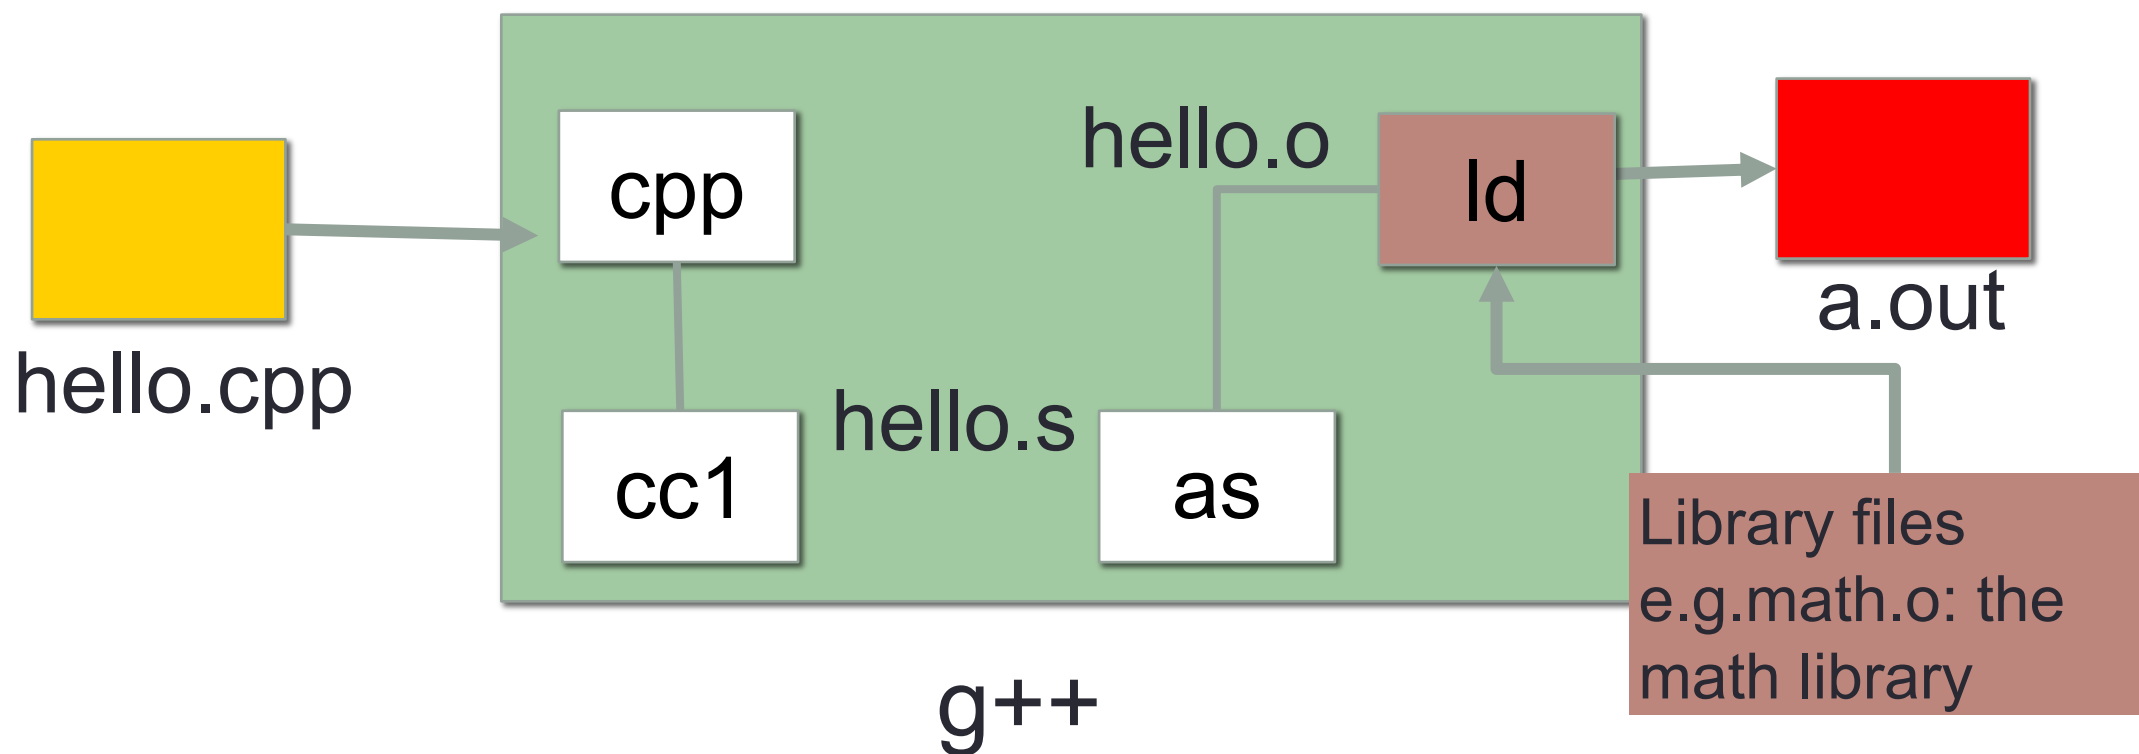 hello.cpp
cpp
cc1
hello.s
as
hello.o
ld
a.out
Library files
e.g.math.o: the
math library
g++